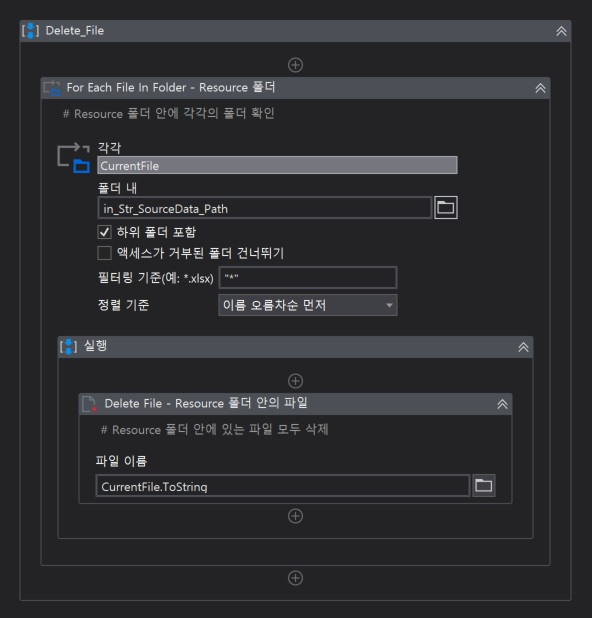 Delete_File
For Each File In Folder - Resource 폴더
# Resource 폴더 안에 각각의 폴더 확인
각각
CurrentFile
폴더 내
in_Str_SourceData_Path
하위 폴더 포함
액세스가 거부된 폴더 건너뛰기
필터링 기준(예: *.xlsx) "*"
정렬 기준 이름 오름차순 먼저
실행
Delete File - Resource 폴더 안의 파일
# Resource 폴더 안에 있는 파일 모두 삭제
파일 이름
CurrentFile.ToString